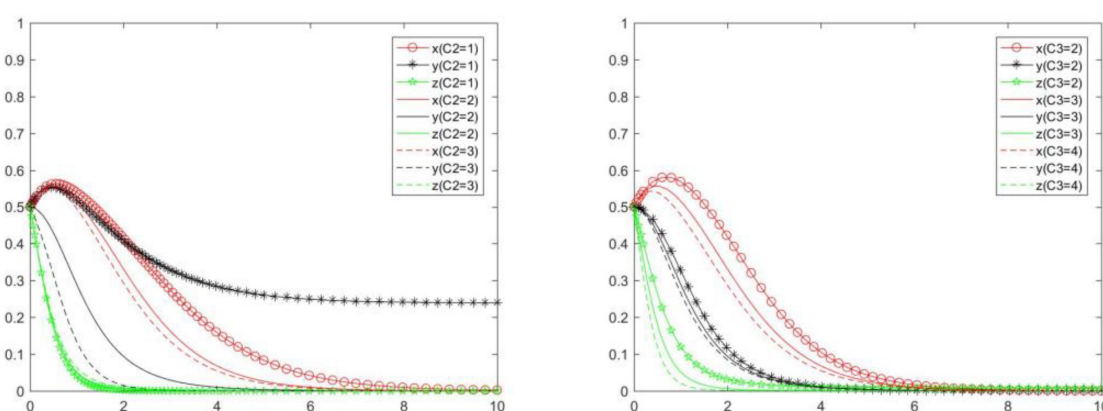 1
0.9
0.8
0.7
0.6
0.5
0.4
0.3
0.2
0.1
0
0 2 4 6 8 10
x(C2=1)
y(C2=1)
z(C2=1)
x(C2=2)
y(C2=2)
z(C2=2)
x(C2=3)
y(C2=3)
z(C2=3)
1
0.9
0.8
0.7
0.6
0.5
0.4
0.3
0.2
0.1
0
0 2 4 6 8 10
x(C3=2)
y(C3=2)
z(C3=2)
x(C3=3)
y(C3=3)
z(C3=3)
x(C3=4)
y(C3=4)
z(C3=4)